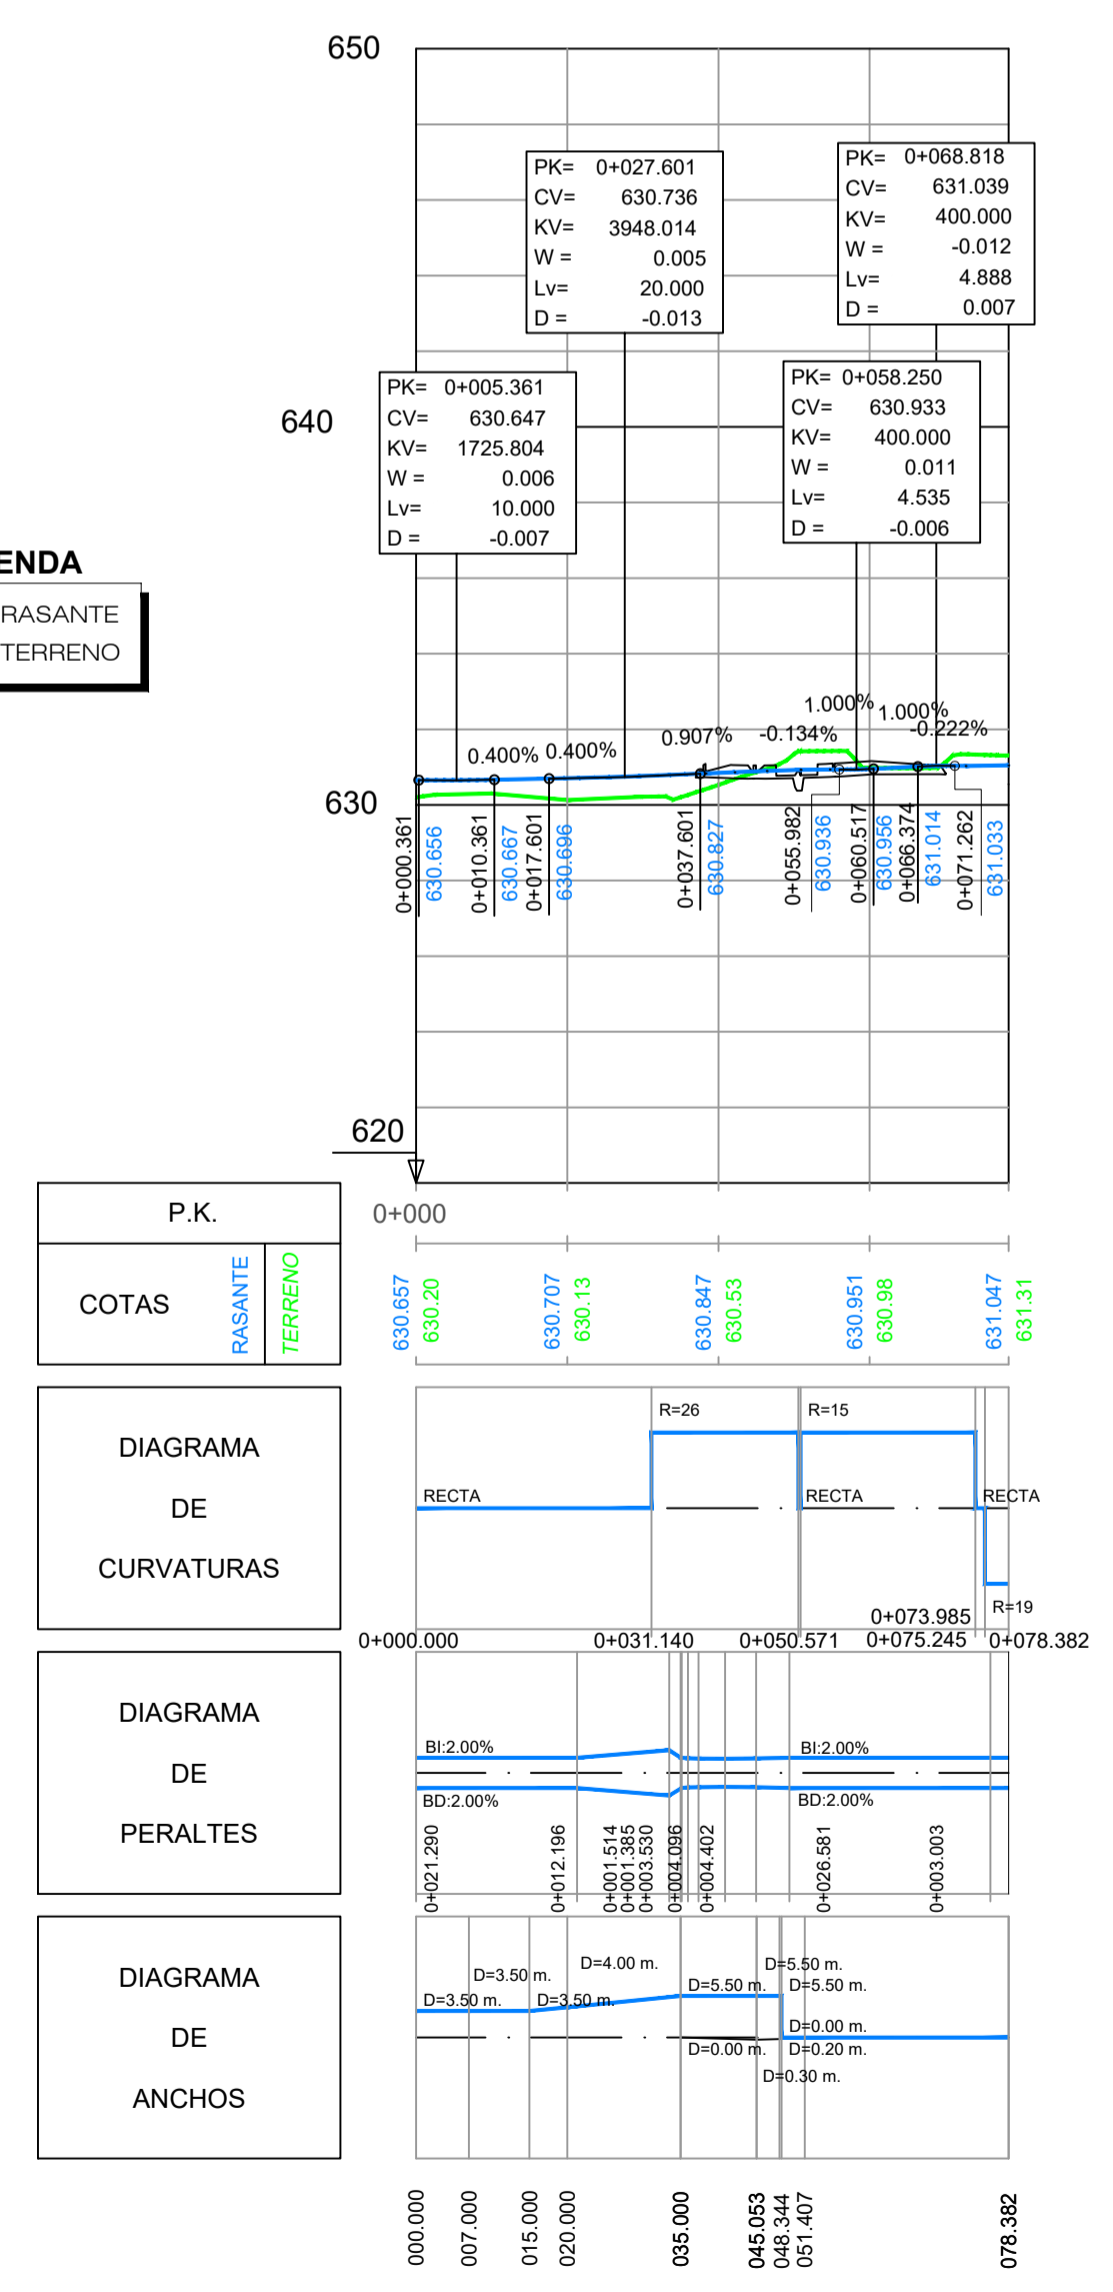 650
PK= 0+027.601
CV= 630.736
KV= 3948.014
W = 0.005
Lv= 20.000
D = -0.013
PK= 0+068.818
CV= 631.039
KV= 400.000
W = -0.012
Lv= 4.888
D = 0.007
PK= 0+005.361
CV= 630.647
KV= 1725.804
W = 0.006
Lv= 10.000
D = -0.007
PK= 0+058.250
CV= 630.933
KV= 400.000
W = 0.011
Lv= 4.535
D = -0.006
640
ENDA
RASANTE
TERRENO
0.400%
0.400%
0.907%
-0.134%
1.000%
1.000%
-0.222%
630
0+000.361
630.656
0+010.361
630.667
0+017.601
630.696
0+037.601
630.827
0+055.982
630.936
0+060.517
630.956
0+066.374
631.014
0+071.262
631.033
620
P.K.
0+000
COTAS
RASANTE
TERRENO
630.657
630.20
630.707
630.13
630.847
630.53
630.951
630.98
631.047
631.31
DIAGRAMA
DE
CURVATURAS
RECTA
R=26
R=15
RECTA
RECTA
R=19
0+073.985
0+000.000
0+031.140
0+050.571
0+075.245
0+078.382
DIAGRAMA
DE
PERALTES
BI:2.00%
BI:2.00%
BD:2.00%
BD:2.00%
0+021.290
0+012.196
0+001.514
0+001.385
0+003.530
0+004.096
0+004.402
0+026.581
0+003.003
DIAGRAMA
DE
ANCHOS
D=3.50 m.
D=3.50 m.
D=3.50 m.
D=4.00 m.
D=5.50 m.
D=5.50 m.
D=5.50 m.
D=0.00 m.
D=0.00 m.
D=0.20 m.
D=0.30 m.
000.000
007.000
015.000
020.000
035.000
045.053
048.344
051.407
078.382